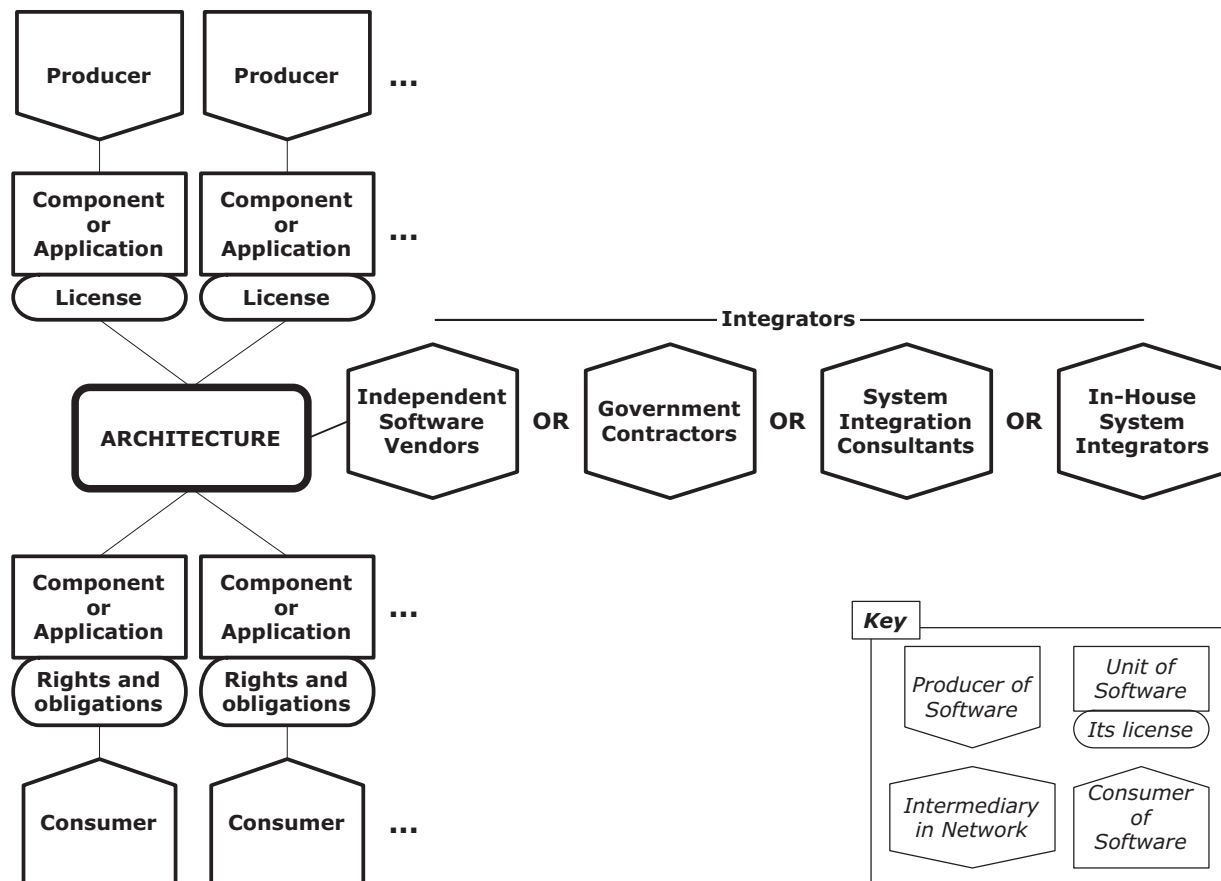 Producer
Producer
...
Component
or
Application
Component
or
Application
...
License
License
Integrators
ARCHITECTURE
Independent
Software
Vendors
OR
Government
Contractors
OR
System
Integration
Consultants
OR
In-House
System
Integrators
Component
or
Application
Component
or
Application
...
Rights and
obligations
Rights and
obligations
Consumer
Consumer
...
Key
Producer of
Software
Unit of
Software
Its license
Intermediary
in Network
Consumer
of
Software